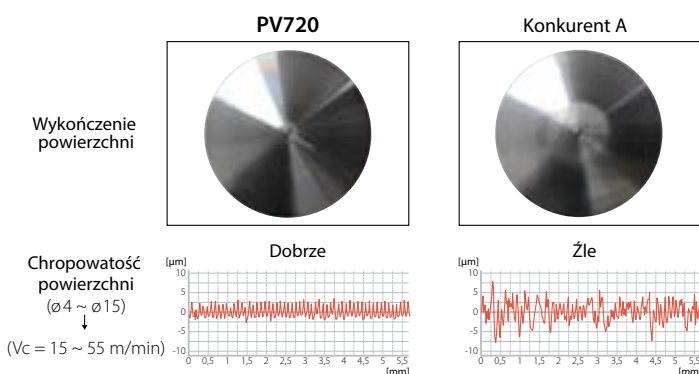 PV720
Konkurent A
Wykończenie
powierzchni
Chropowatość
powierzchni
(ø4 ~ ø15)
(Vc = 15 ~ 55 m/min)
Dobrze
[µm]
10
5
0
-5
-10
0 0,5 1 1,5 2 2,5 3 3,5 4 4,5 5 5,5
[mm]
Źle
[µm]
10
5
0
-5
-10
0 0,5 1 1,5 2 2,5 3 3,5 4 4,5 5 5,5
[mm]